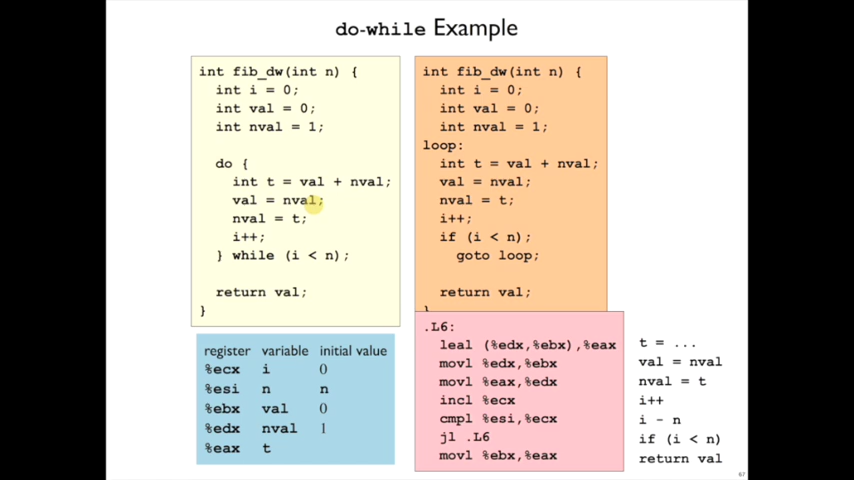 do-while Example
int fib_dw(int n) {
int i = 0;
int val = 0;
int nval = 1;
do {
int t = val + nval;
val = nval;
nval = t;
i++;
} while (i < n);
return val;
}
int fib_dw(int n) {
int i = 0;
int val = 0;
int nval = 1;
loop:
int t = val + nval;
val = nval;
nval = t;
i++;
if (i < n);
goto loop;
return val;
}
register variable initial value
%ecx i 0
%esi n n
%ebx val 0
%edx nval 1
%eax t
.L6:
leal (%edx,%ebx),%eax
movl %edx,%ebx
movl %eax,%edx
incl %ecx
cmpl %esi,%ecx
jl .L6
movl %ebx,%eax
t = ...
val = nval
nval = t
i++
i - n
if (i < n)
return val
67